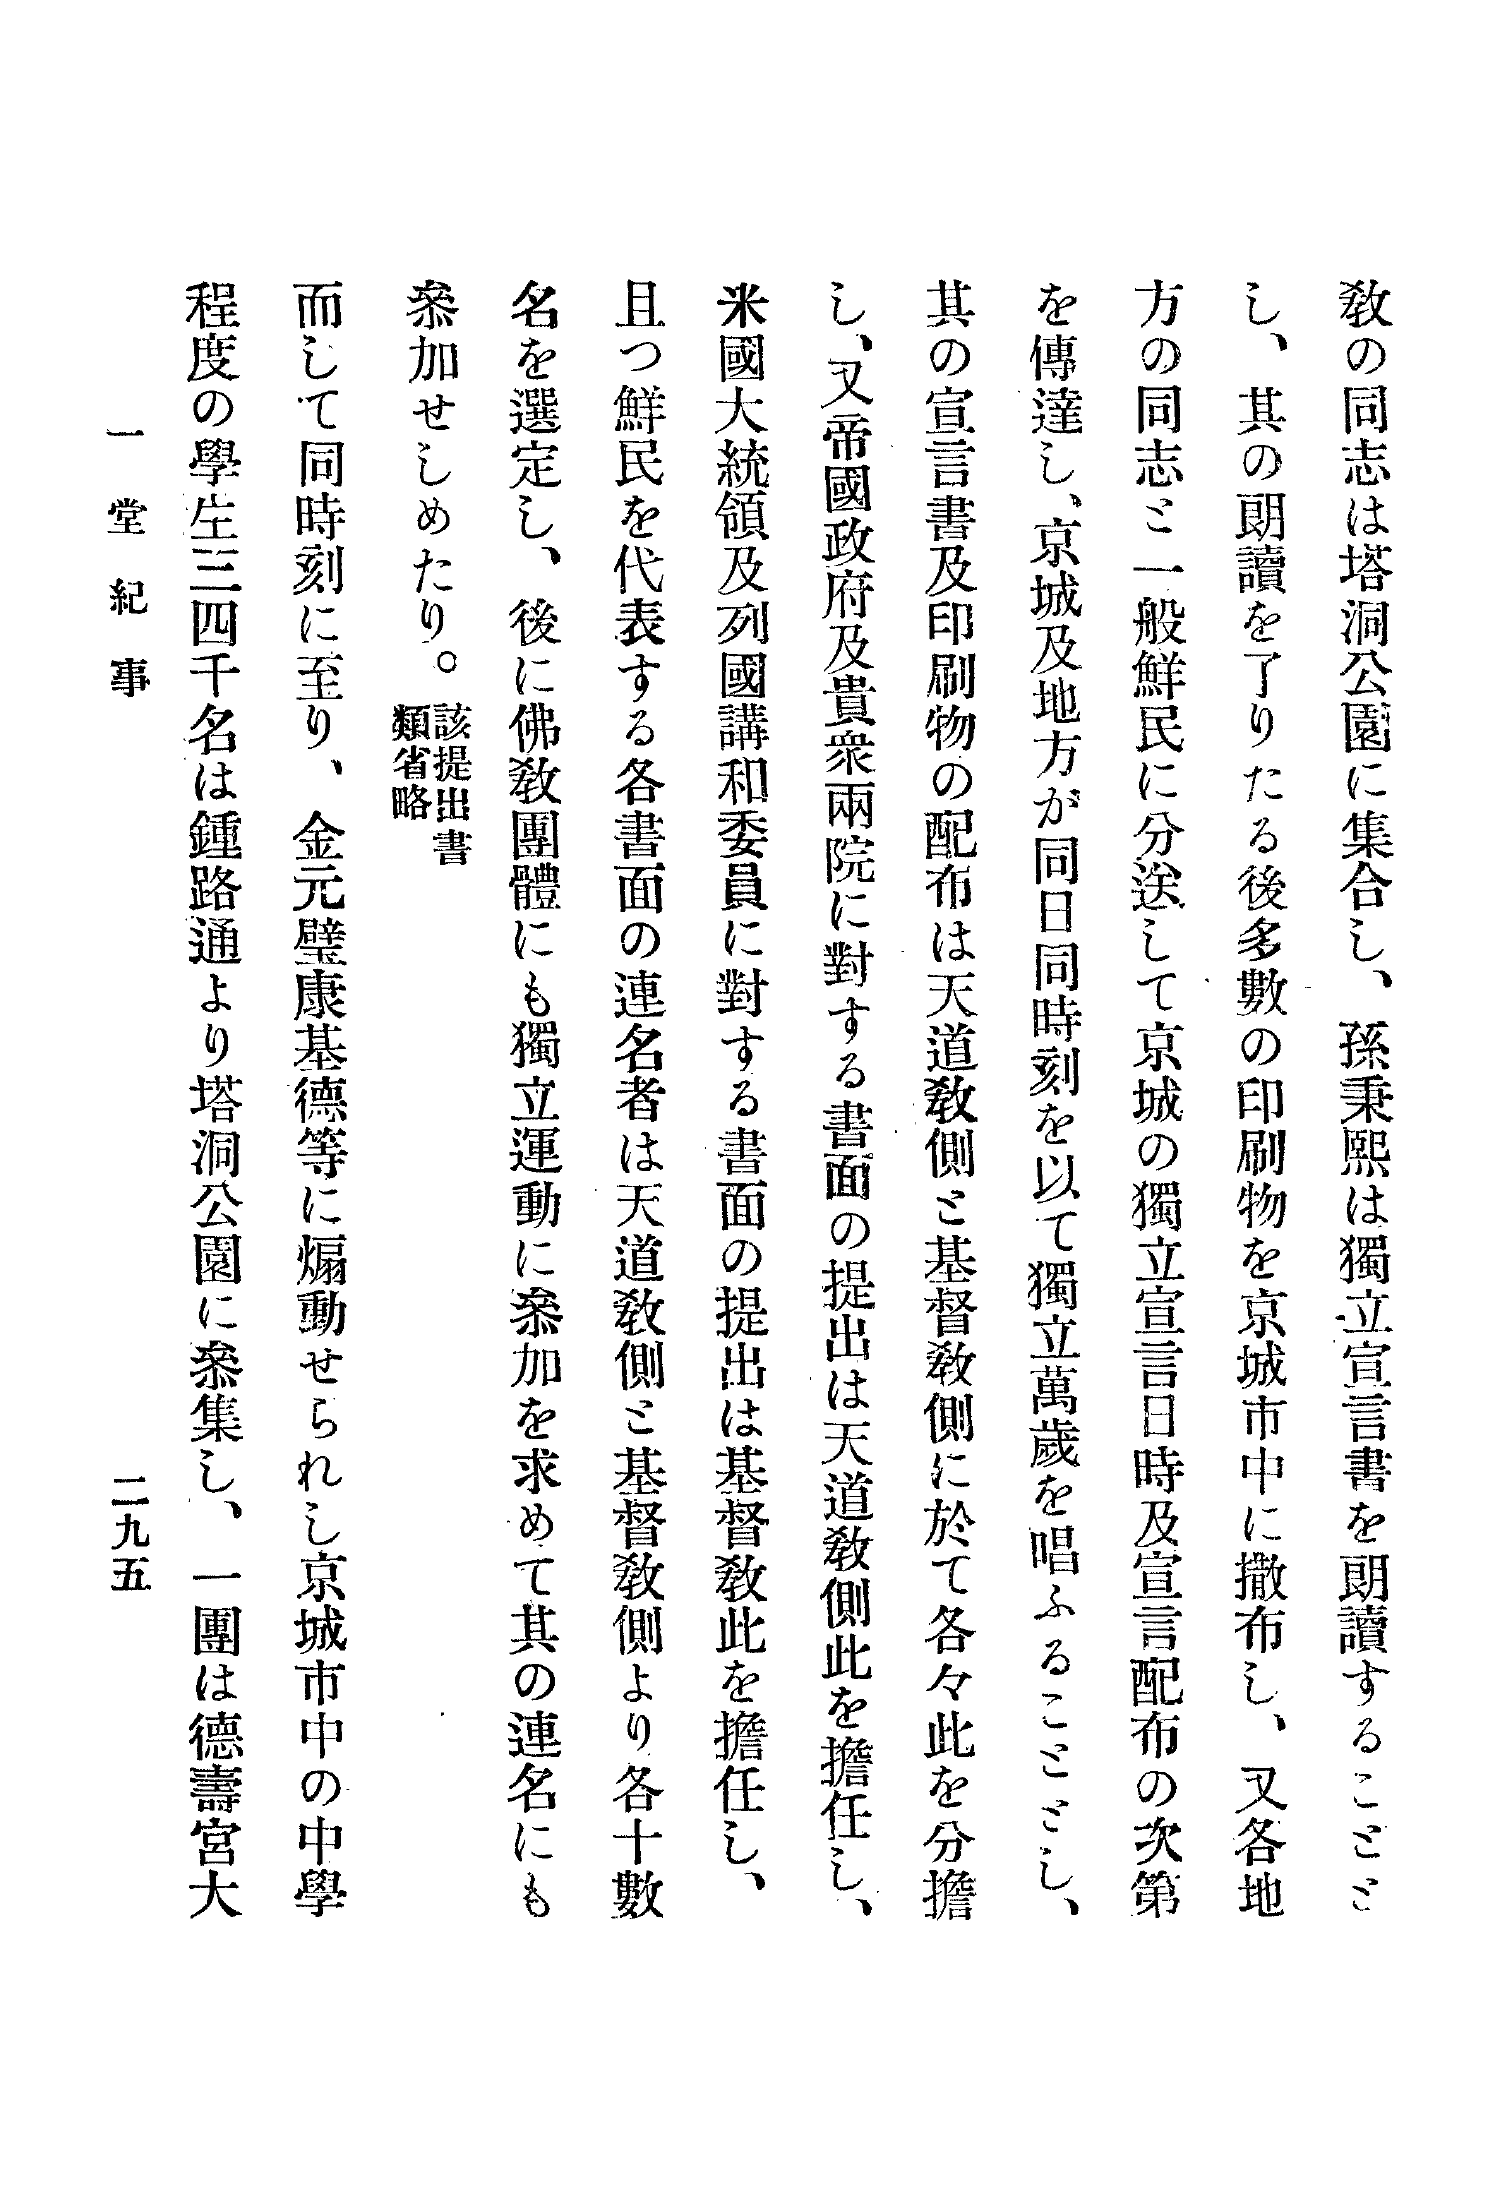 敎の同志は塔洞公園に集合し、孫秉熙は獨立宣言書を朗讀することと
し、其の朗讀を了りたる後多數の印刷物を京城市中に撒布し、又各地
方の同志と一般鮮民に分送して京城の獨立宣言日時及宣言配布の次第
を傳達し、京城及地方が同日同時刻を以て獨立萬歲を唱ふることとし、
其の宣言書及印刷物の配布は天道敎側と基督敎側に於て各々此を分擔
し、又帝國政府及貴衆兩院に對する書面の提出は天道敎側此を擔任し、
米國大統領及列國講和委員に對する書面の提出は基督敎此を擔任し、
且つ鮮民を代表する各書面の連名者は天道敎側と基督敎側より各十數
名を選定し、後に佛敎團體にも獨立運動に叅加を求めて其の連名にも
叅加せしめたり。該提出書
類省略
而して同時刻に至り、金元璧康基德等に煽動せられし京城市中の中學
程度の學生三四千名は鍾路通より塔洞公園に叅集し、一團は德壽宮大
一堂紀事
二九五